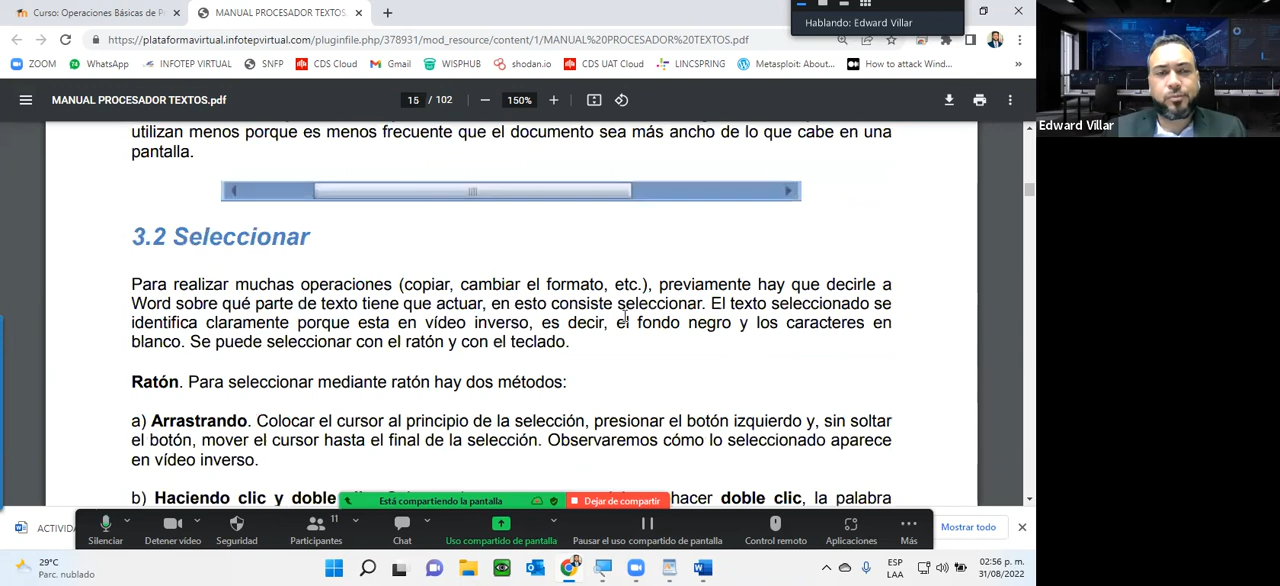 Curso: Operaciones Básicas de P
MANUAL PROCESADOR TEXTOS.
Hablando: Edward Villar
https://plataformavirtual.infotepvirtual.com/pluginfile.php/378931/mod_resource/content/1/MANUAL%20PROCESADOR%20TEXTOS.pdf
ZOOM
WhatsApp
INFOTEP VIRTUAL
SNFP
CDS Cloud
Gmail
WISPHUB
shodan.io
CDS UAT Cloud
LINCSPRING
Metasploit: About...
How to attack Wind...
»
MANUAL PROCESADOR TEXTOS.pdf
15 / 102
150%
Edward Villar
utilizan menos porque es menos frecuente que el documento sea más ancho de lo que cabe en una
pantalla.
3.2 Seleccionar
Para realizar muchas operaciones (copiar, cambiar el formato, etc.), previamente hay que decirle a
Word sobre qué parte de texto tiene que actuar, en esto consiste seleccionar. El texto seleccionado se
identifica claramente porque esta en vídeo inverso, es decir, el fondo negro y los caracteres en
blanco. Se puede seleccionar con el ratón y con el teclado.
Ratón. Para seleccionar mediante ratón hay dos métodos:
a) Arrastrando. Colocar el cursor al principio de la selección, presionar el botón izquierdo y, sin soltar
el botón, mover el cursor hasta el final de la selección. Observaremos cómo lo seleccionado aparece
en vídeo inverso.
b) Haciendo clic y doble
hacer doble clic, la palabra
Está compartiendo la pantalla
Dejar de compartir
ACTIVID
Silenciar
Detener vídeo
Seguridad
11
Participantes
Chat
Uso compartido de pantalla
Pausar el uso compartido de pantalla
Control remoto
Aplicaciones
Más
Mostrar todo
29°C
Parc. nublado
ESP
LAA
02:56 p. m.
31/08/2022